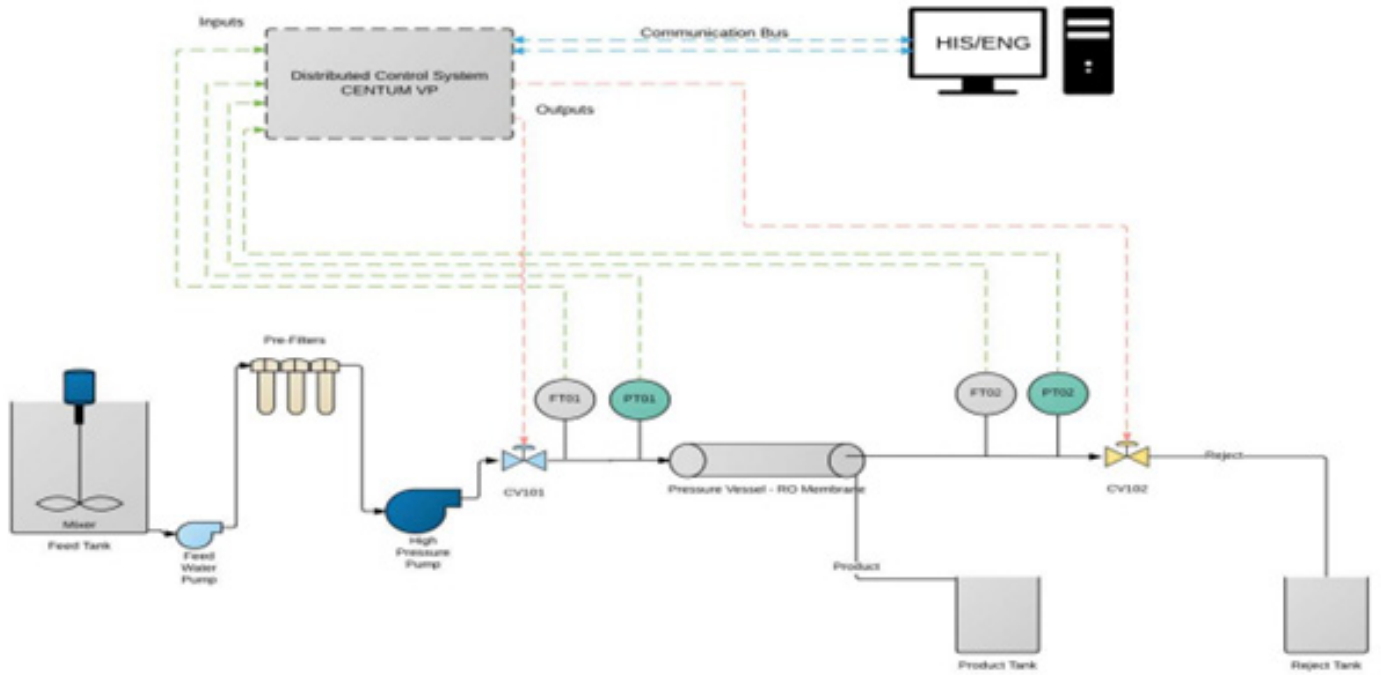 Inputs
Communication Bus
HIS/ENG
Distributed Control System
CENTUM VP
Outputs
Pre-Filters
FT01
PT01
FT02
PT02
CV101
Pressure Vessel - RO Membrane
Reject
CV102
Mixer
Feed Tank
Feed
Water
Pump
High
Pressure
Pump
Product
Product Tank
Reject Tank